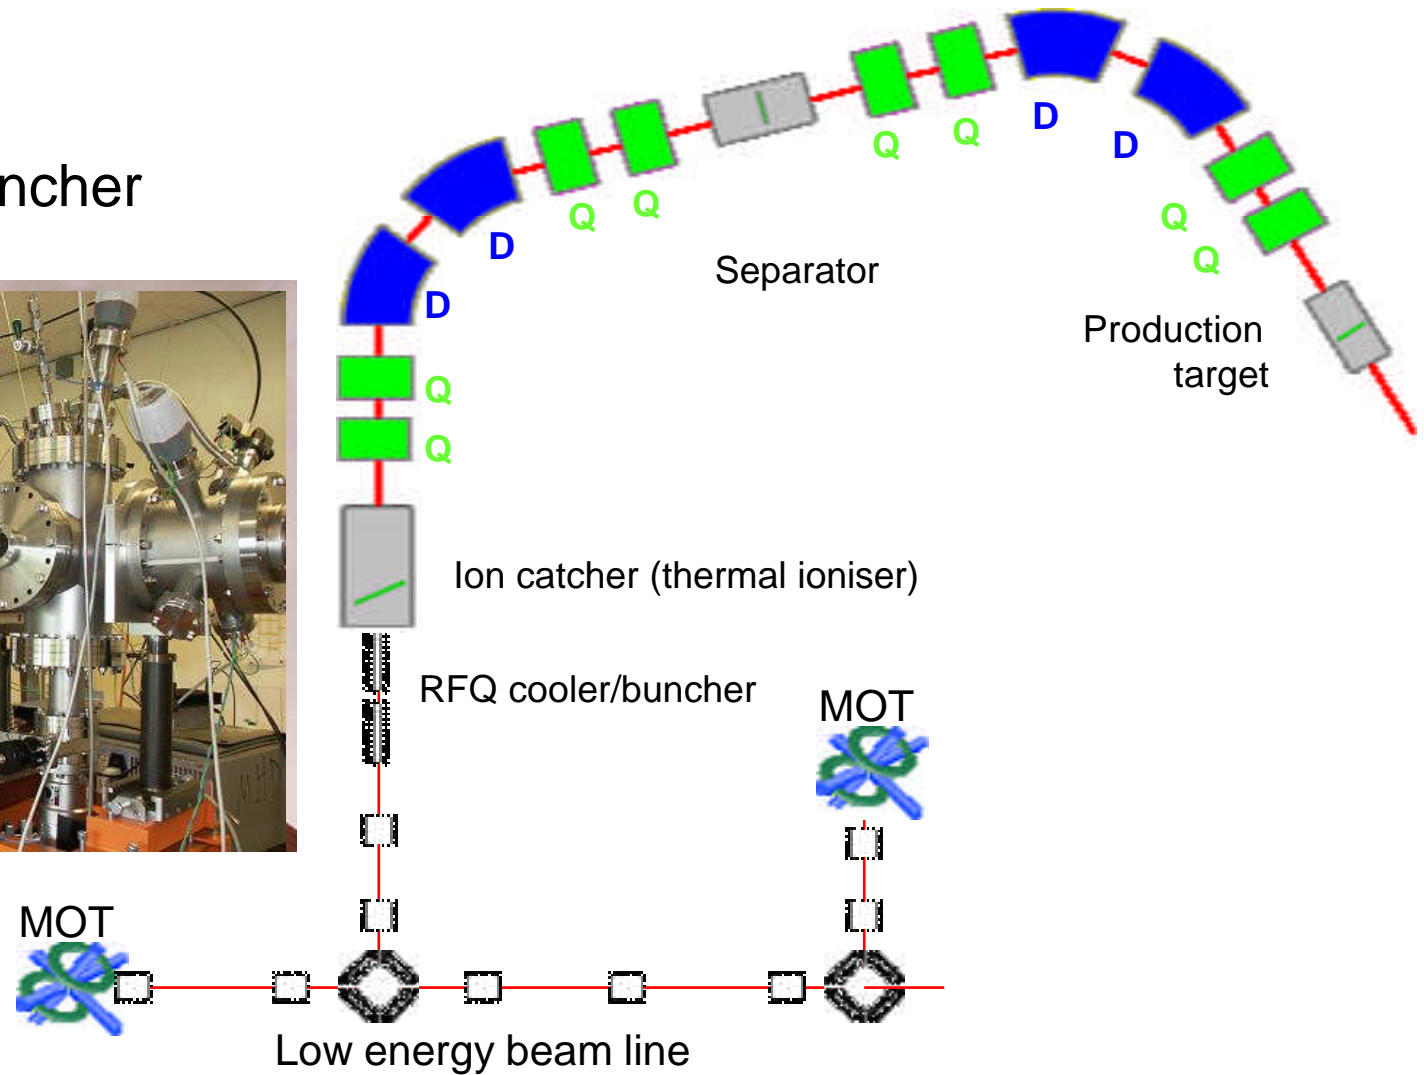 ncher
D
D
Q
Q
Q
Q
D
D
Q
Q
Separator
Production
target
Q
Q
Ion catcher (thermal ioniser)
RFQ cooler/buncher
MOT
MOT
Low energy beam line